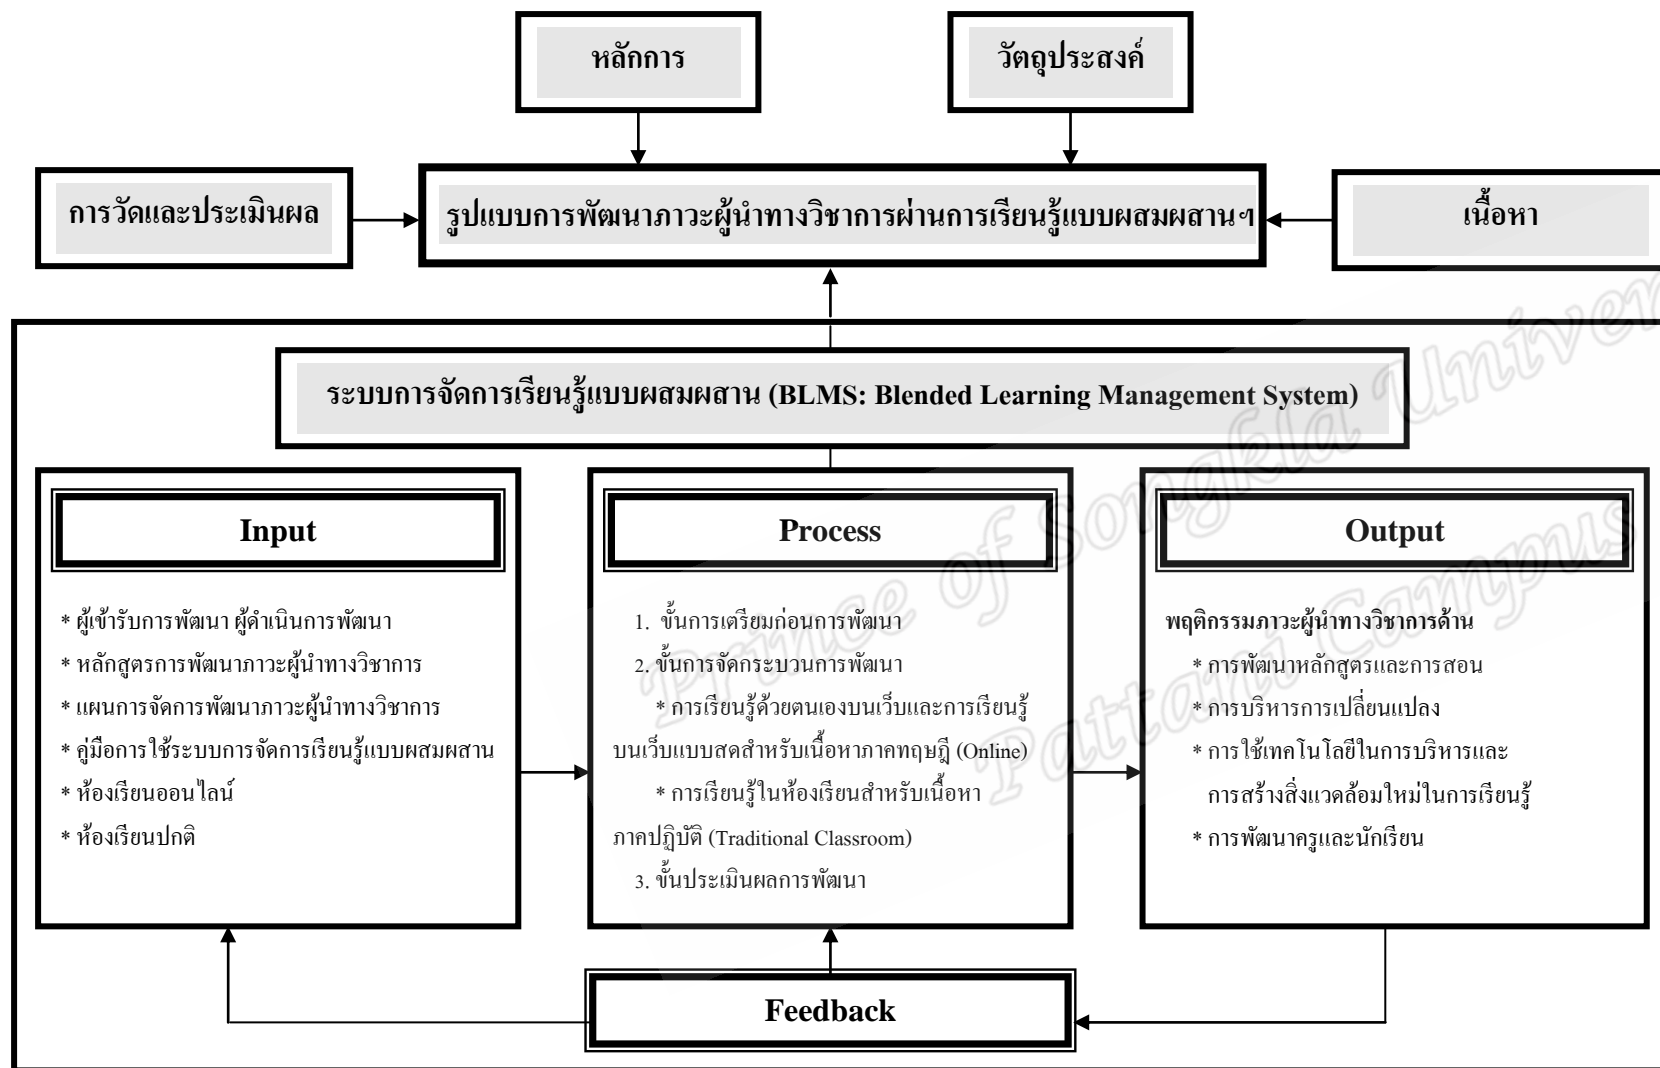 หลักการ
วัตถุประสงค์
การวัดและประเมินผล
รูปแบบการพัฒนาภาวะผู้นำทางวิชาการผ่านการเรียนรู้แบบผสมผสานฯ
เนื้อหา
ระบบการจัดการเรียนรู้แบบผสมผสาน (BLMS: Blended Learning Management System)
Input
* ผู้เข้ารับการพัฒนา ผู้ดำเนินการพัฒนา
* หลักสูตรการพัฒนาภาวะผู้นำทางวิชาการ
* แผนการจัดการพัฒนาภาวะผู้นำทางวิชาการ
* คู่มือการใช้ระบบการจัดการเรียนรู้แบบผสมผสาน
* ห้องเรียนออนไลน์
* ห้องเรียนปกติ
Process
1. ขั้นการเตรียมก่อนการพัฒนา
2. ขั้นการจัดกระบวนการพัฒนา
* การเรียนรู้ด้วยตนเองบนเว็บและการเรียนรู้
บนเว็บแบบสดสำหรับเนื้อหาภาคทฤษฎี (Online)
* การเรียนรู้ในห้องเรียนสำหรับเนื้อหา
ภาคปฏิบัติ (Traditional Classroom)
3. ขั้นประเมินผลการพัฒนา
Output
พฤติกรรมภาวะผู้นำทางวิชาการด้าน
* การพัฒนาหลักสูตรและการสอน
* การบริหารการเปลี่ยนแปลง
* การใช้เทคโนโลยีในการบริหารและ
การสร้างสิ่งแวดล้อมใหม่ในการเรียนรู้
* การพัฒนาครูและนักเรียน
Feedback
Prince of Songkla
Pattani Campus